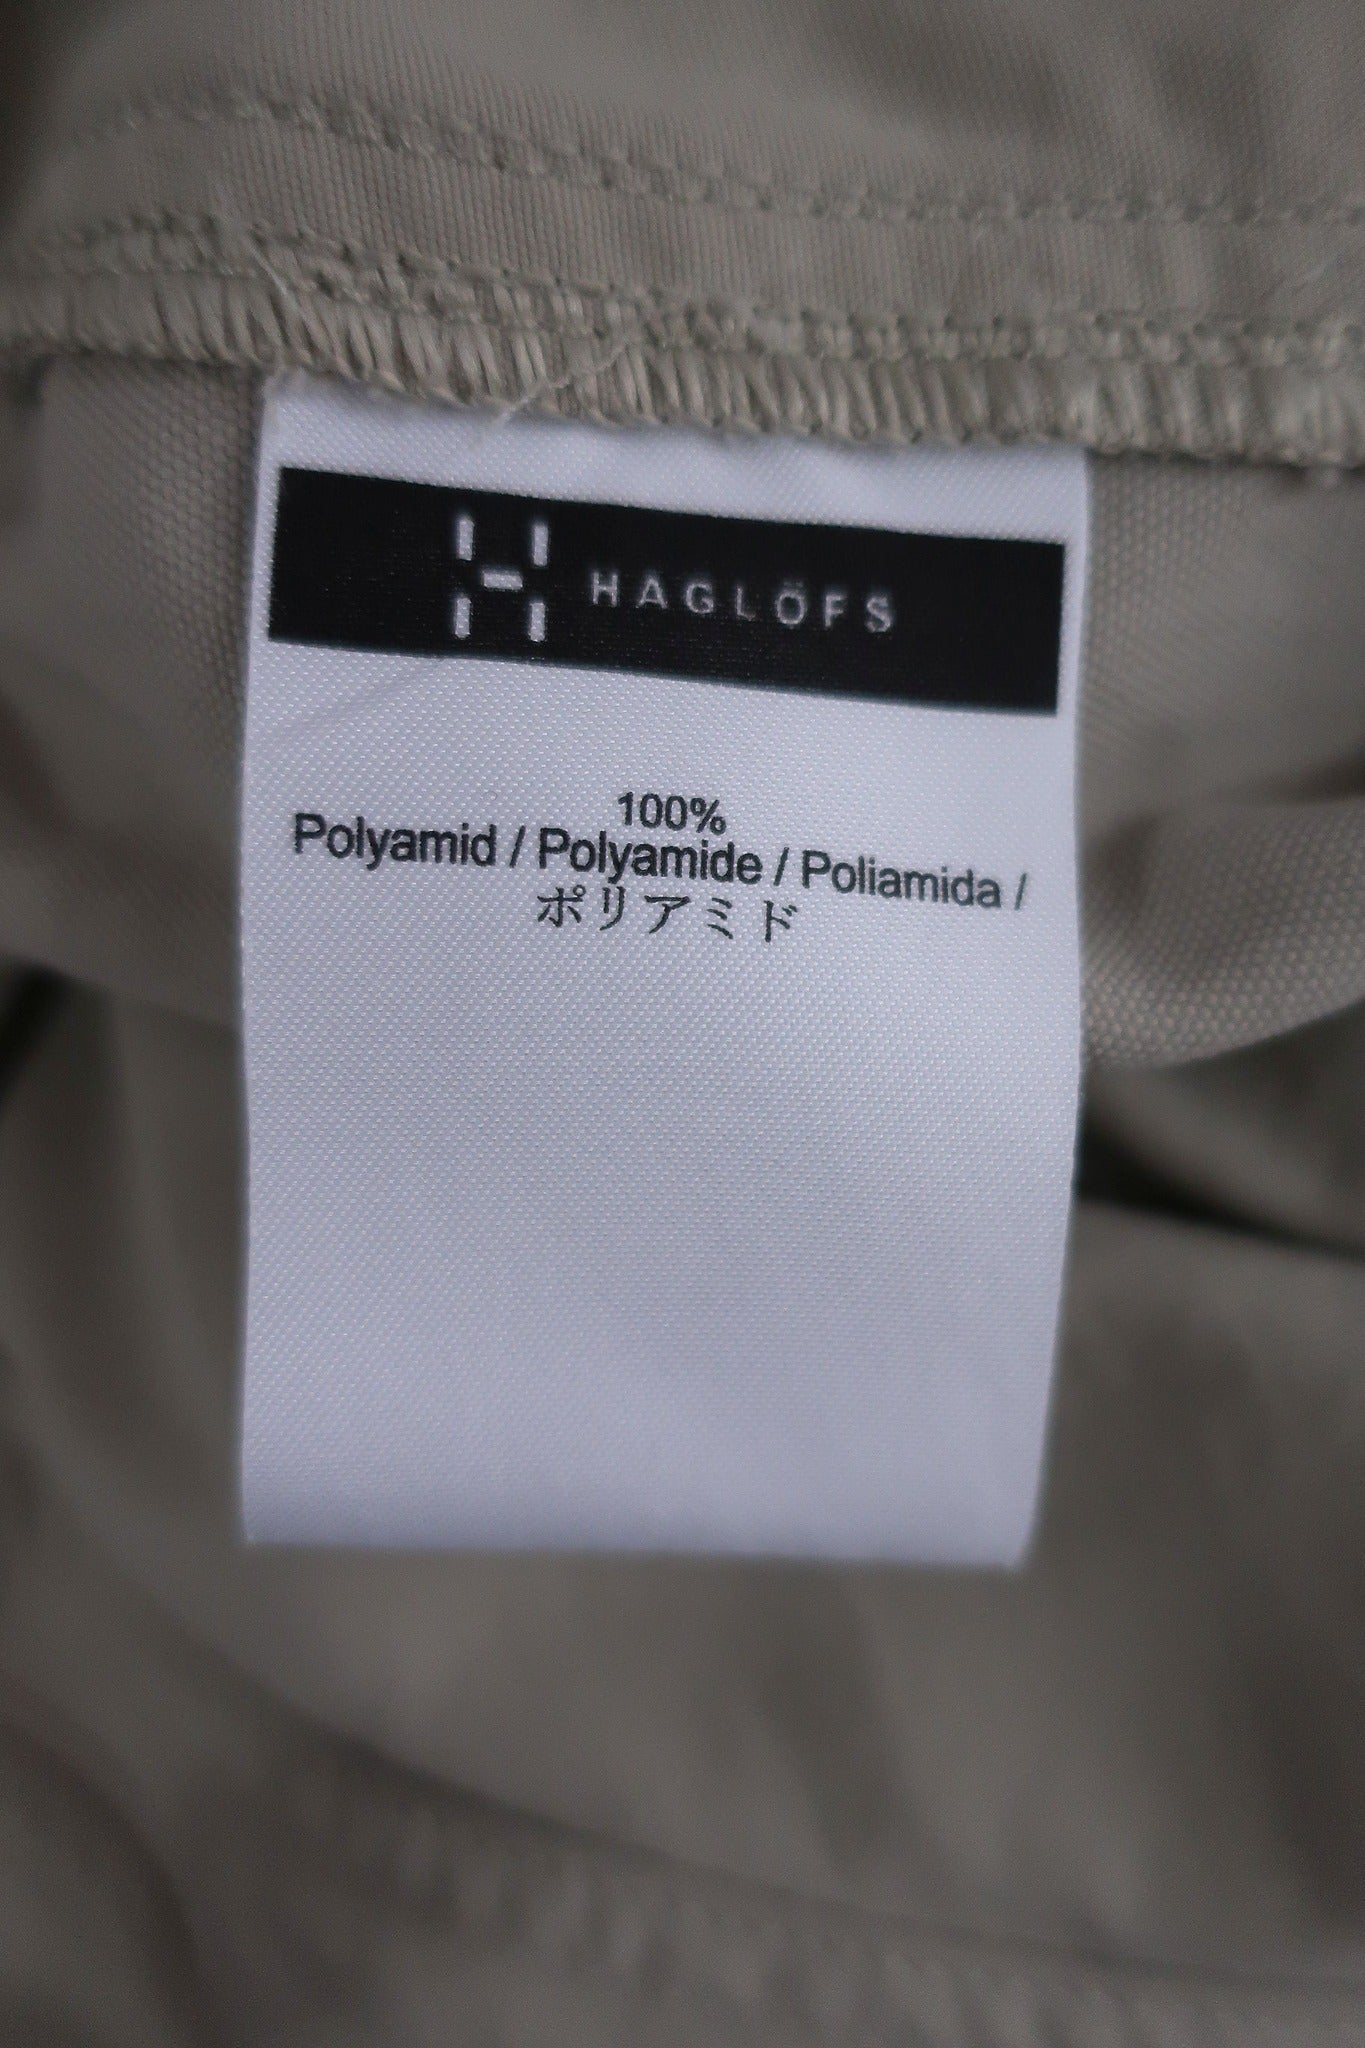 HAGLÖFS
100%
Polyamid / Polyamide / Poliamida /
ポリアミド